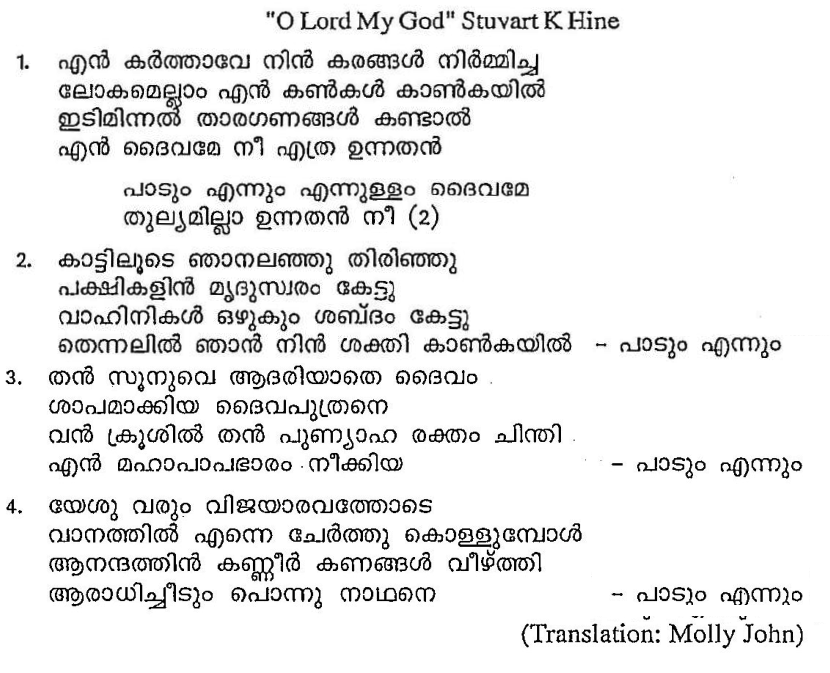 "O Lord My God" Stuvart K Hine
1. എൻ കർത്താവേ നിൻ കരങ്ങൾ നിർമ്മിച്ച
ലോകമെല്ലാം എൻ കൺകൾ കാൺകയിൽ
ഇടിമിന്നൽ താരഗണങ്ങൾ കണ്ടാൽ
എൻ ദൈവമേ നീ എത്ര ഉന്നതൻ
പാടും എന്നും എന്നുള്ളം ദൈവമേ
തുല്യമില്ലാ ഉന്നതൻ നീ (2)
2. കാട്ടിലൂടെ ഞാനലഞ്ഞു തിരിഞ്ഞു
പക്ഷികളിൻ മൃദുസ്വരം കേട്ടു
വാഹിനികൾ ഒഴുകും ശബ്ദം കേട്ടു
തെന്നലിൽ ഞാൻ നിൻ ശക്തി കാൺകയിൽ – പാടും എന്നും
3. തൻ സൂനുവെ ആദരിയാതെ ദൈവം
ശാപമാക്കിയ ദൈവപുത്രനെ
വൻ ക്രൂശിൽ തൻ പുണ്യാഹ രക്തം ചിന്തി
എൻ മഹാപാപഭാരം നീക്കിയ – പാടും എന്നും
4. യേശു വരും വിജയാരവത്തോടെ
വാനത്തിൽ എന്നെ ചേർത്തു കൊള്ളുമ്പോൾ
ആനന്ദത്തിൻ കണ്ണീർ കണങ്ങൾ വീഴ്ത്തി
ആരാധിച്ചീടും പൊന്നു നാഥനെ – പാടും എന്നും
(Translation: Molly John)